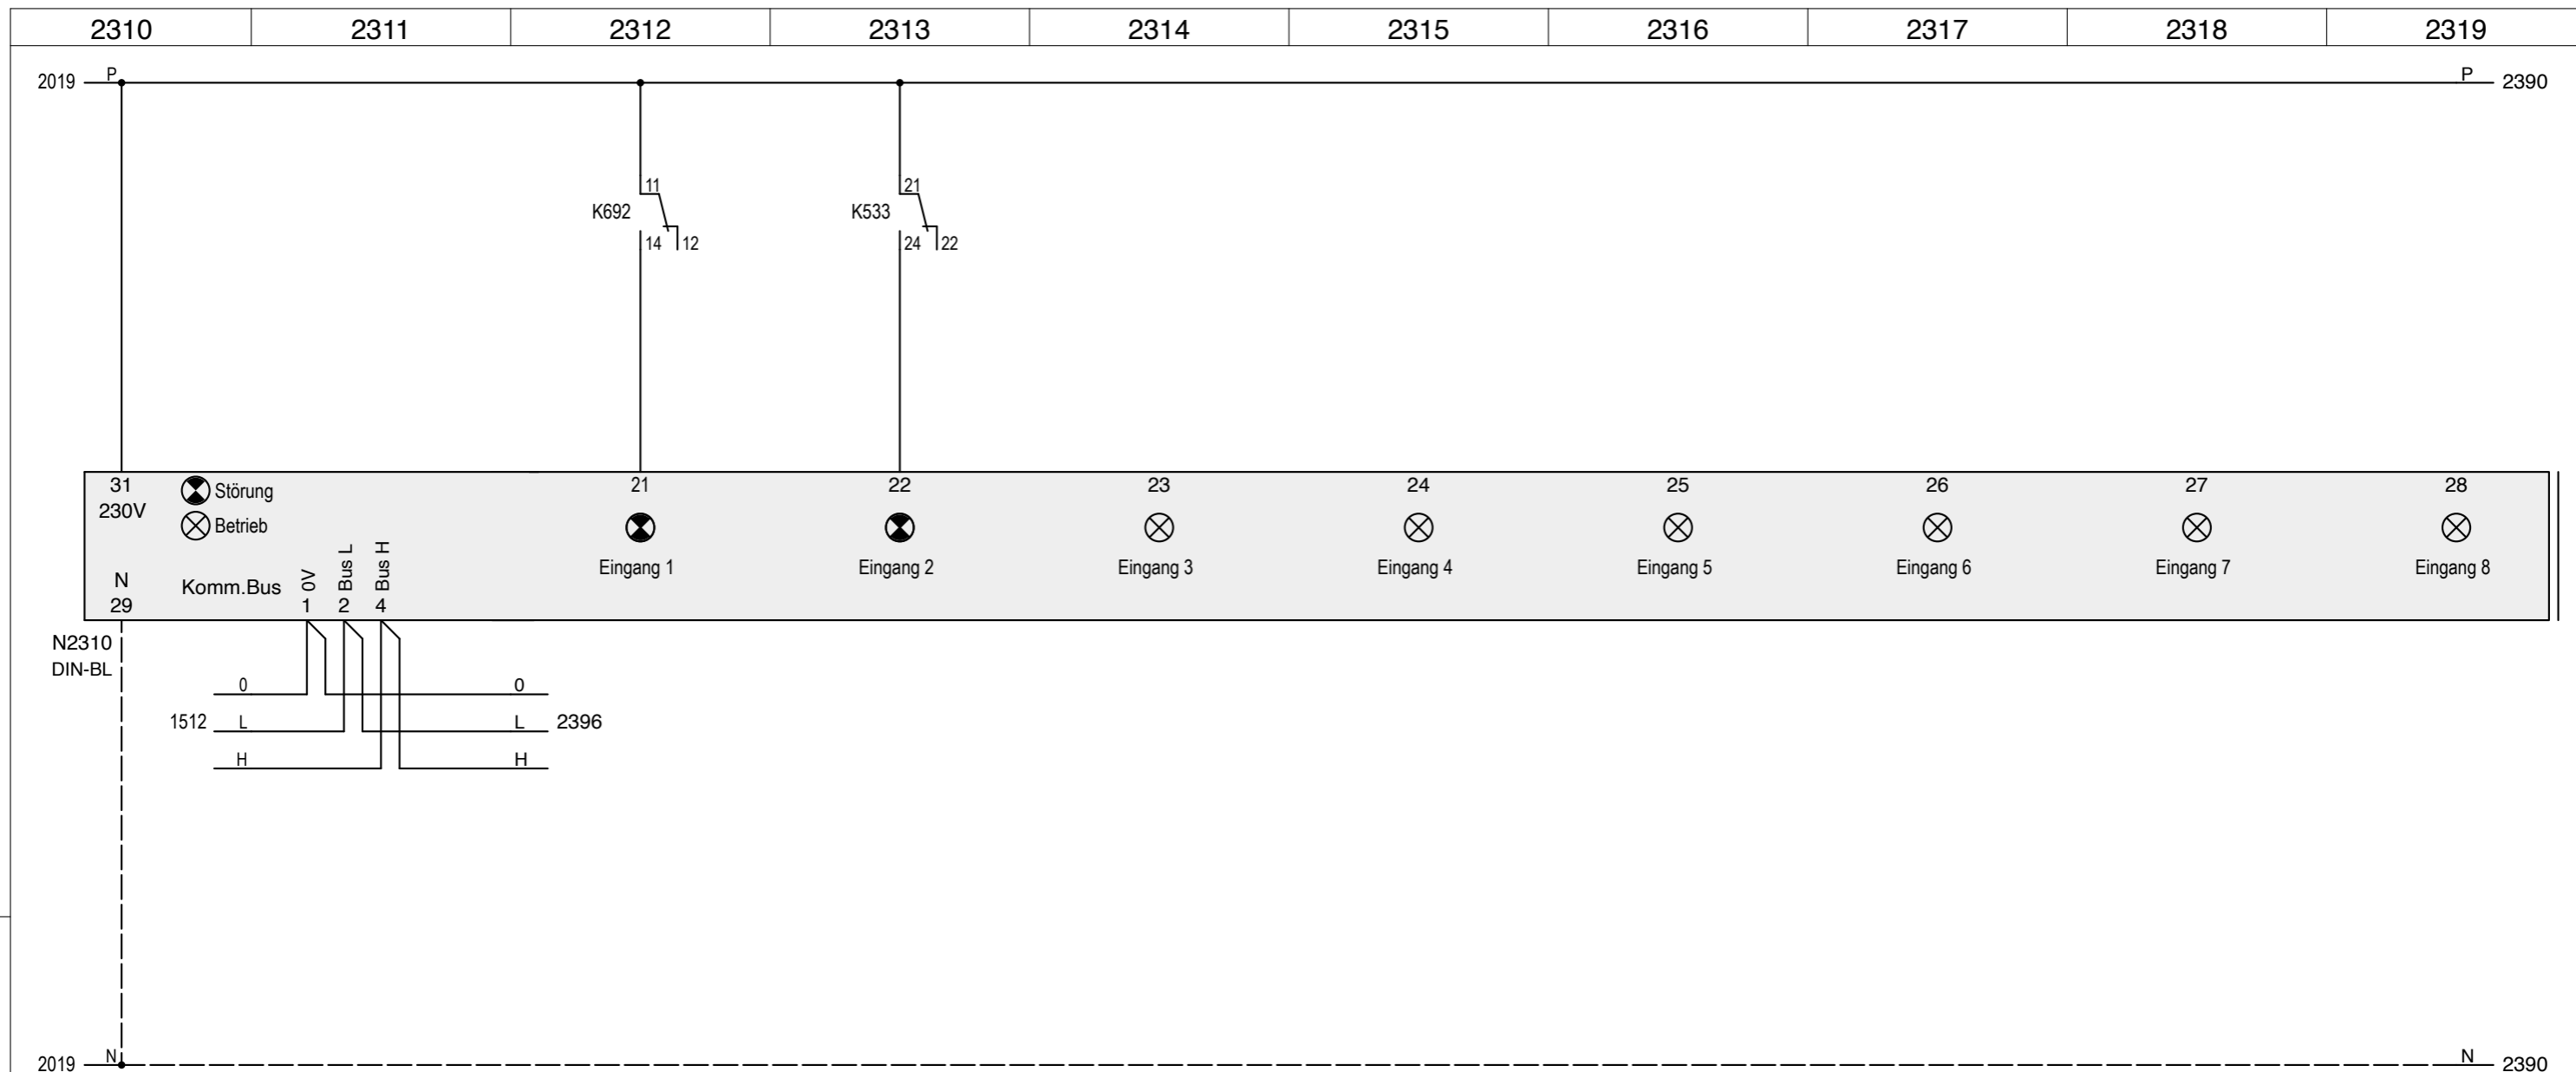 2310 2311 2312 2313 2314 2315 2316 2317 2318 2319
2019 P P 2390
11 21
K692 K533
14 12 24 22
31 Störung 21 22 23 24 25 26 27 28
230V
Betrieb
Eingang 1 Eingang 2 Eingang 3 Eingang 4 Eingang 5 Eingang 6 Eingang 7 Eingang 8
N Komm.Bus 0V Bus L Bus H
29 1 2 4
N2310
DIN-BL
0 0
1512 L L 2396
H H
2019 N N 2390